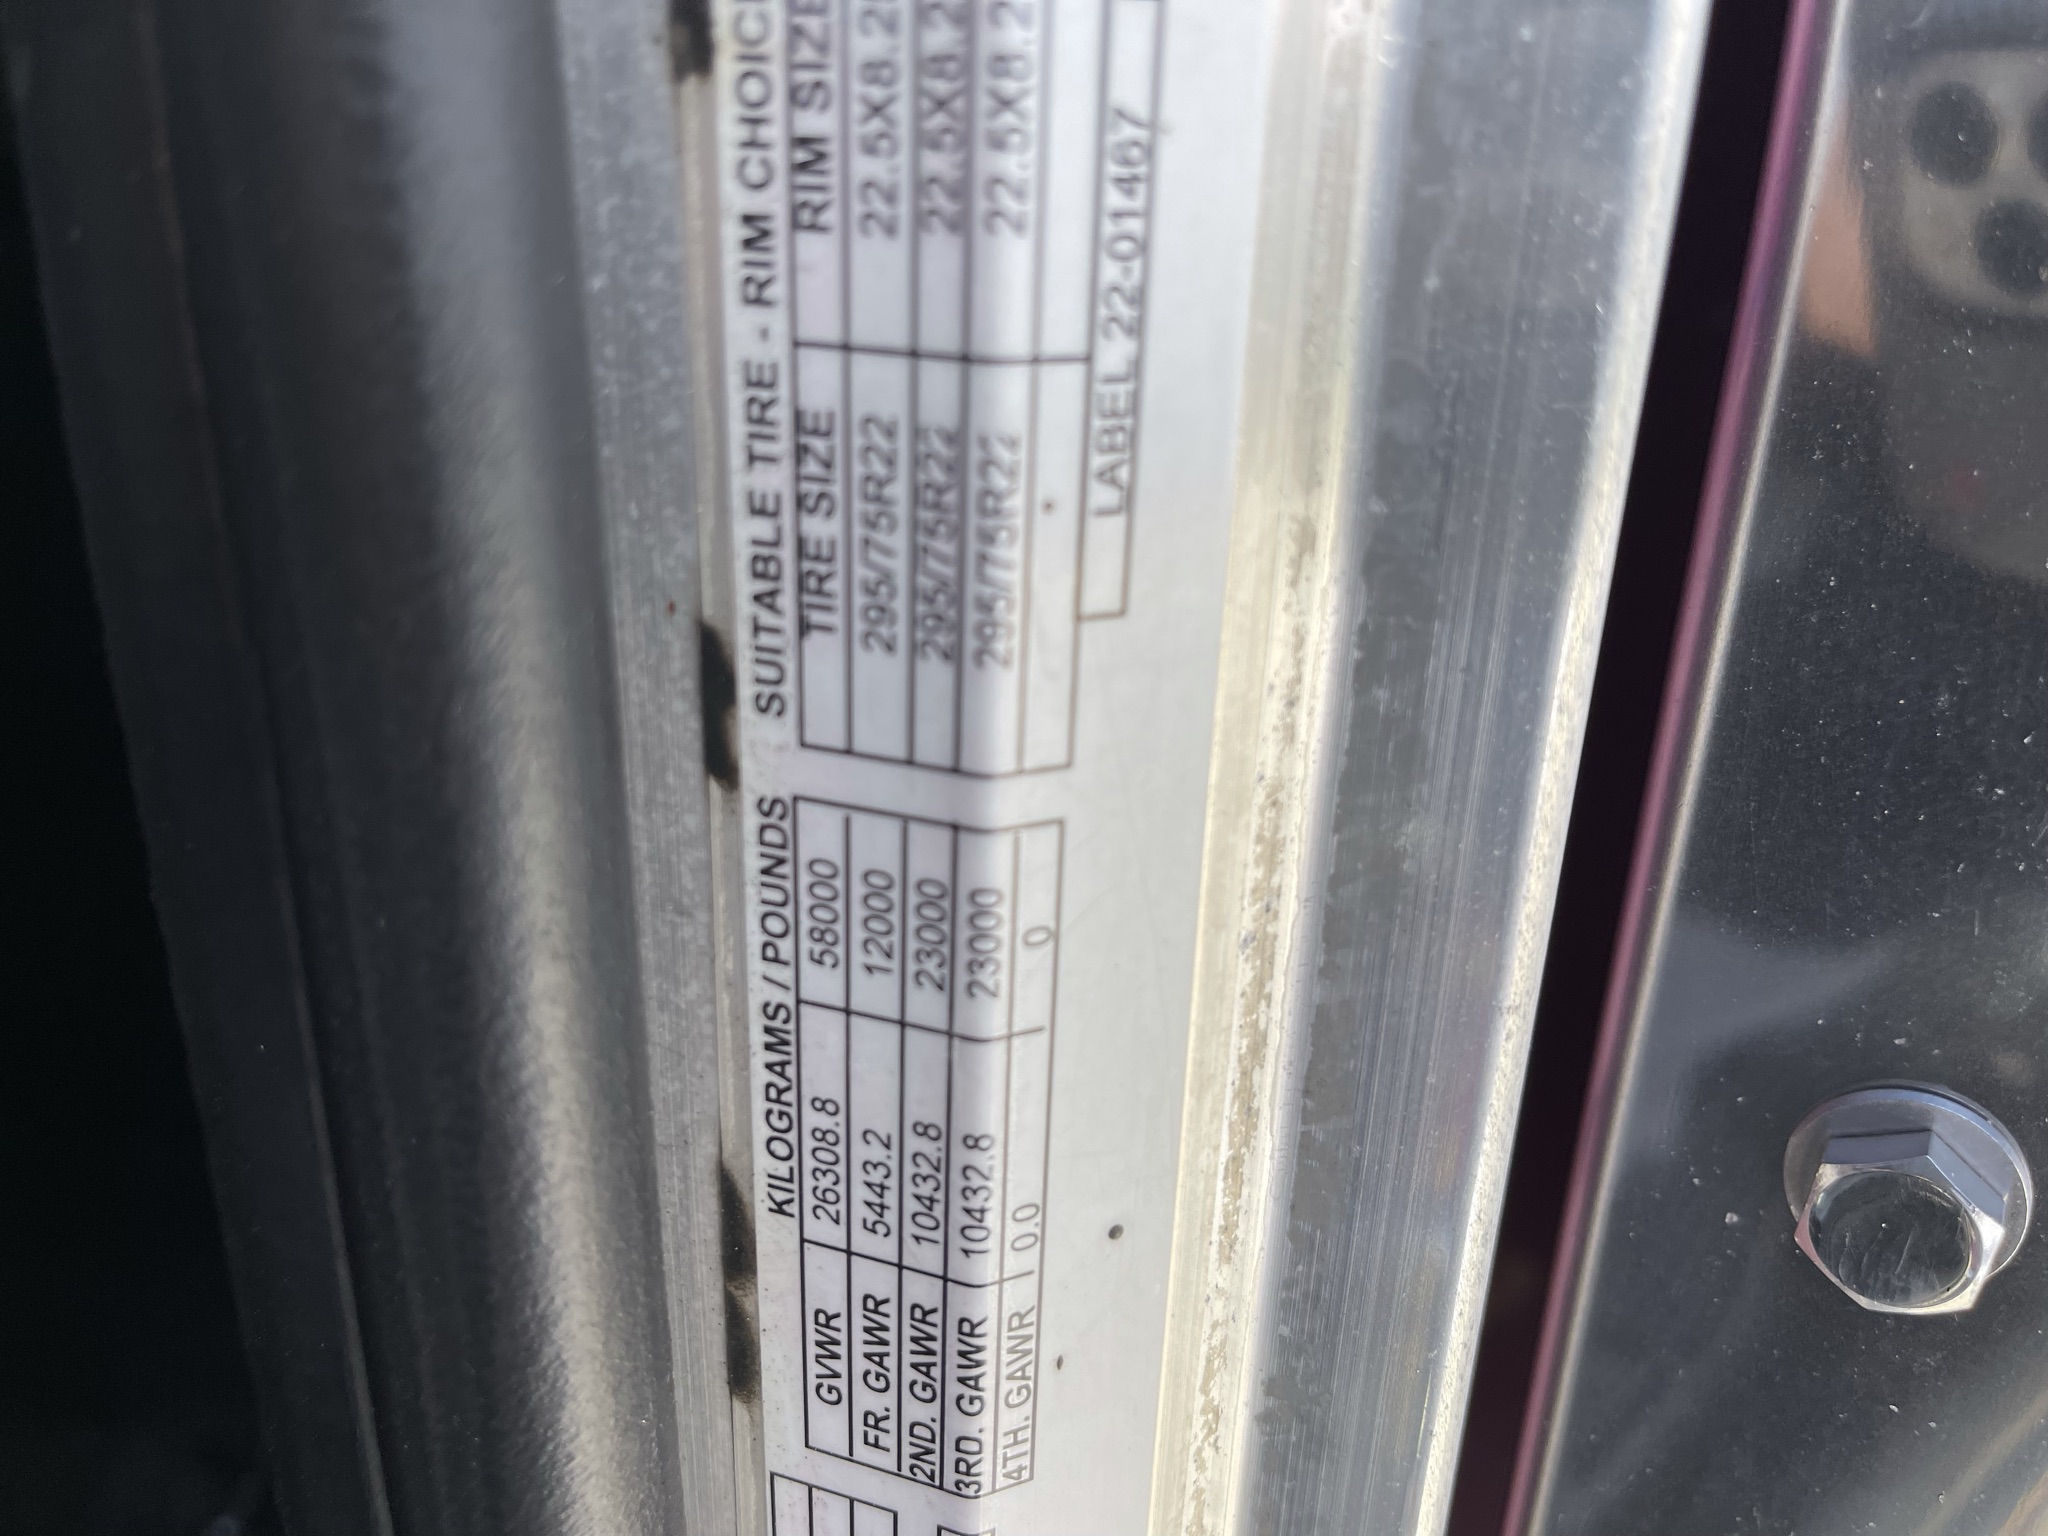 KILOGRAMS / POUNDS SUITABLE TIRE - RIM CHOICE
GVWR 26308.8 58000 TIRE SIZE RIM SIZE
FR. GAWR 5443.2 12000 295/75R22 22.5X8.2
2ND. GAWR 10432.8 23000 295/75R22 22.5X8.2
3RD. GAWR 10432.8 23000 295/75R22 22.5X8.2
4TH. GAWR 0.0 0
LABEL 22-01467